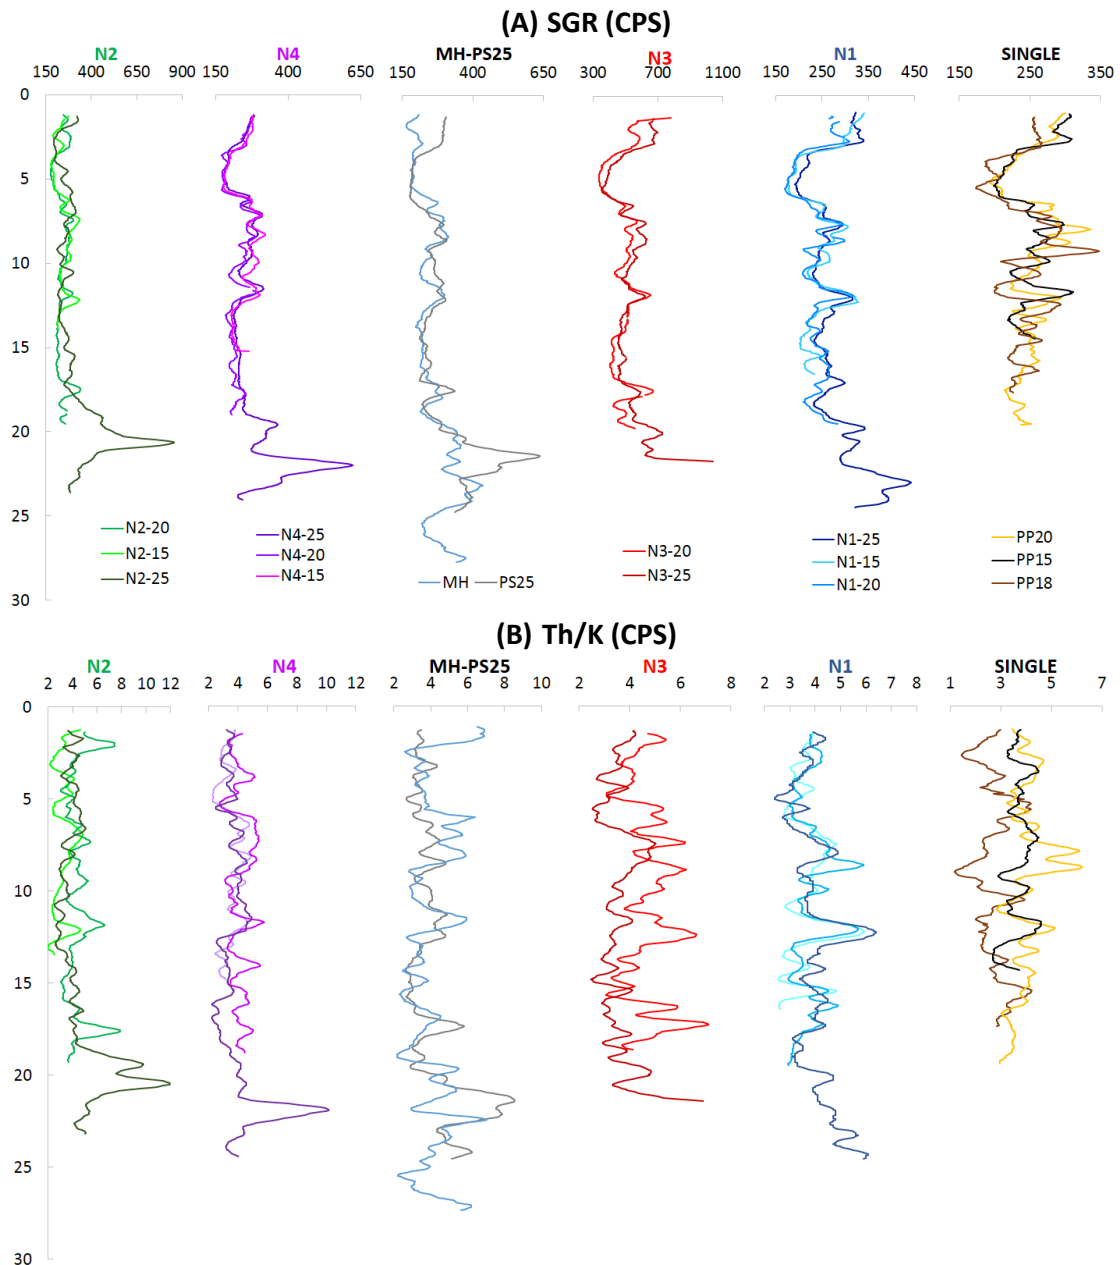 (A) SGR (CPS)
N2 N4 MH-PS25 N3 N1 SINGLE
150 400 900 150 400 650 150 400 650 300 700 1100 150 250 350 450 150 250 350
0
5
10
15
20
25
30
N2-20
N2-15
N2-25
N4-25
N4-20
N4-15
MH PS25
N3-20
N3-25
N1-25
N1-15
N1-20
PP20
PP15
PP18
(B) Th/K (CPS)
N2 N4 MH-PS25 N3 N1 SINGLE
2 4 6 8 10 12 2 4 6 8 10 12 2 4 6 8 10 2 4 6 8 2 3 4 5 6 7 1 3 5 7
0
5
10
15
20
25
30